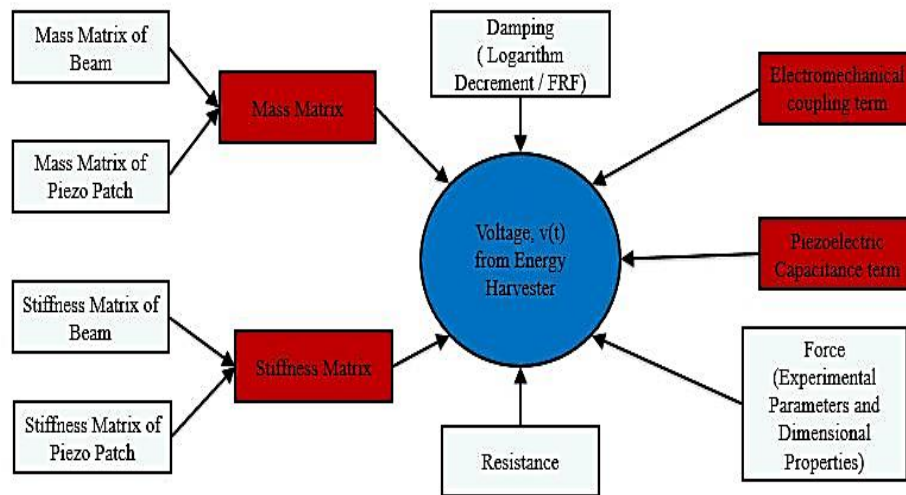 Mass Matrix of
Beam
Mass Matrix of
Piezo Patch
Mass Matrix
Stiffness Matrix of
Beam
Stiffness Matrix of
Piezo Patch
Stiffness Matrix
Damping
( Logarithm
Decrement / FRF)
Voltage, v(t)
from Energy
Harvester
Resistance
Electromechanical
coupling term
Piezoelectric
Capacitance term
Force
(Experimental
Parameters and
Dimensional
Properties)